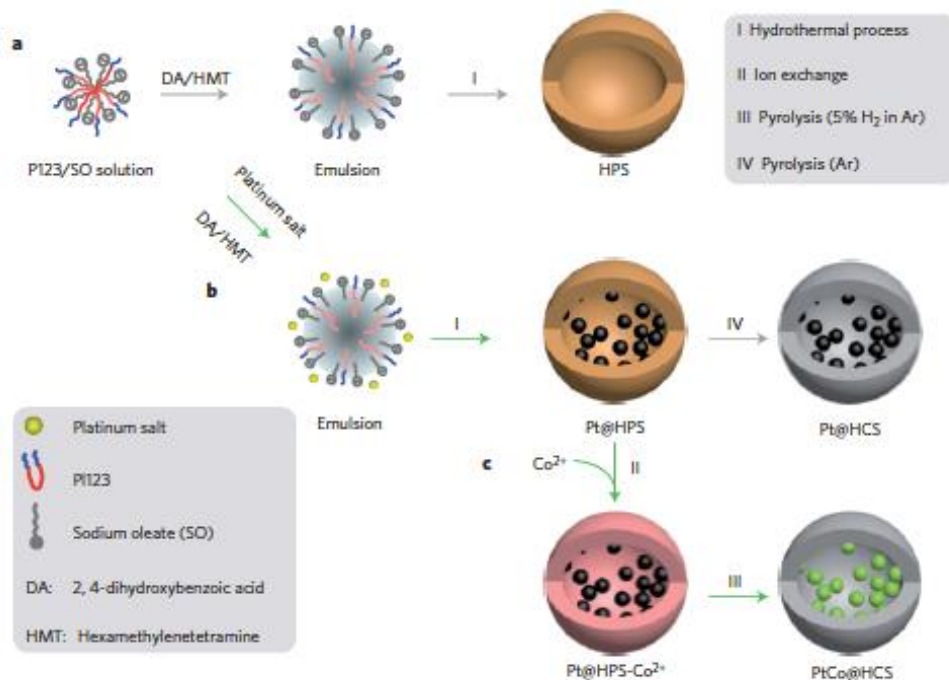 a
P123/SO solution
DA/HMT
Emulsion
I
HPS
I Hydrothermal process
II Ion exchange
III Pyrolysis (5% H₂ in Ar)
IV Pyrolysis (Ar)
Platinum salt
DA/HMT
b
Emulsion
I
Pt@HPS
IV
Pt@HCS
Platinum salt
Pl123
Sodium oleate (SO)
DA: 2, 4-dihydroxybenzoic acid
HMT: Hexamethylenetetramine
c
Co²⁺
II
Pt@HPS-Co²⁺
III
PtCo@HCS